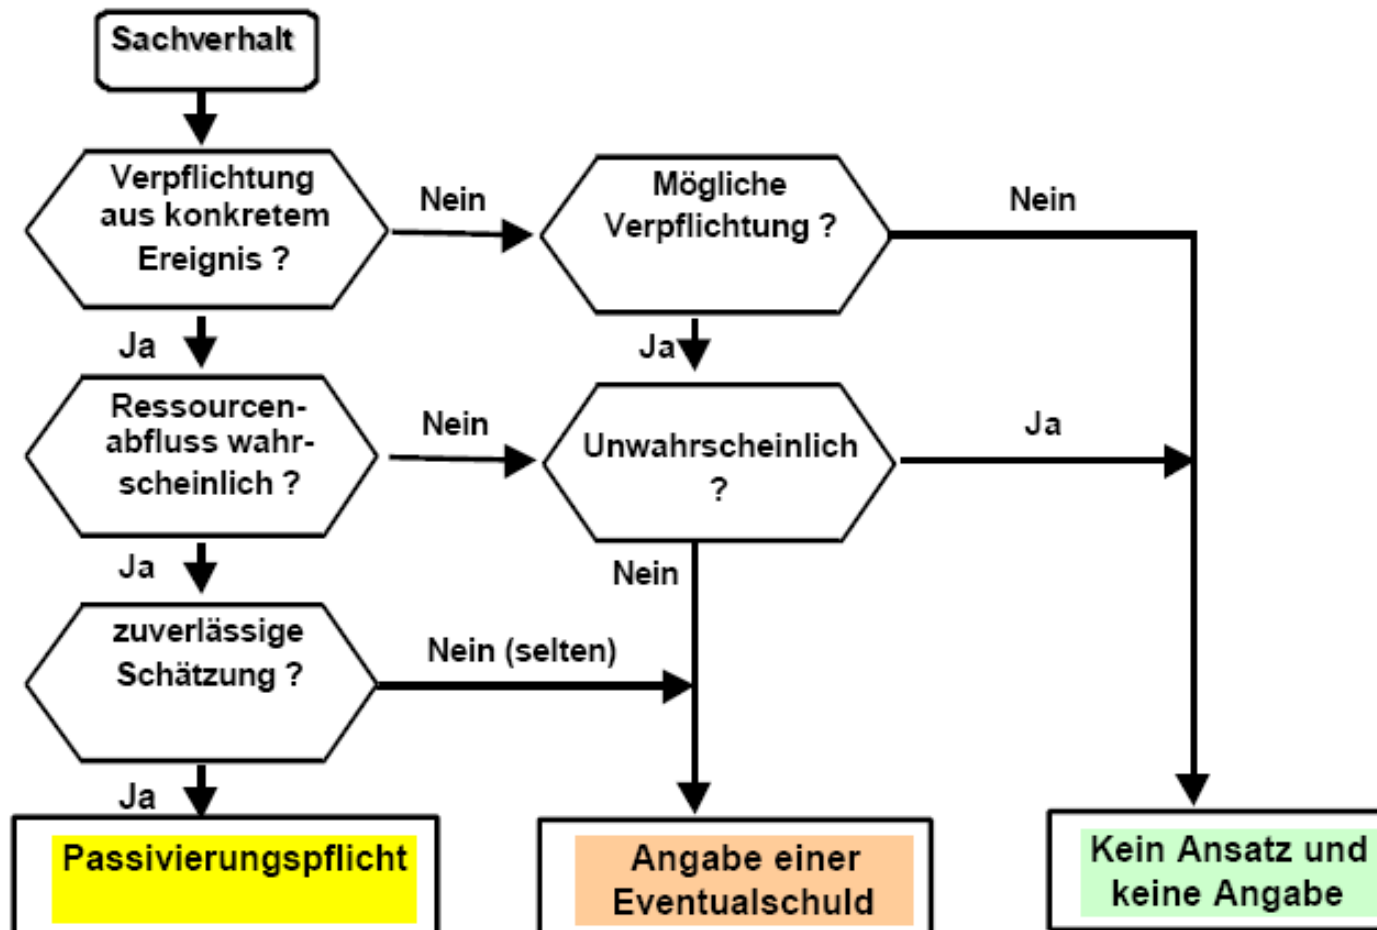 Sachverhalt
Verpflichtung
aus konkretem
Ereignis ?
Nein
Mögliche
Verpflichtung ?
Nein
Ja
Ja
Ressourcen-
abfluss wahr-
scheinlich ?
Nein
Unwahrscheinlich
?
Ja
Ja
Nein
zuverlässige
Schätzung ?
Nein (selten)
Ja
Passivierungspflicht
Angabe einer
Eventualschuld
Kein Ansatz und
keine Angabe